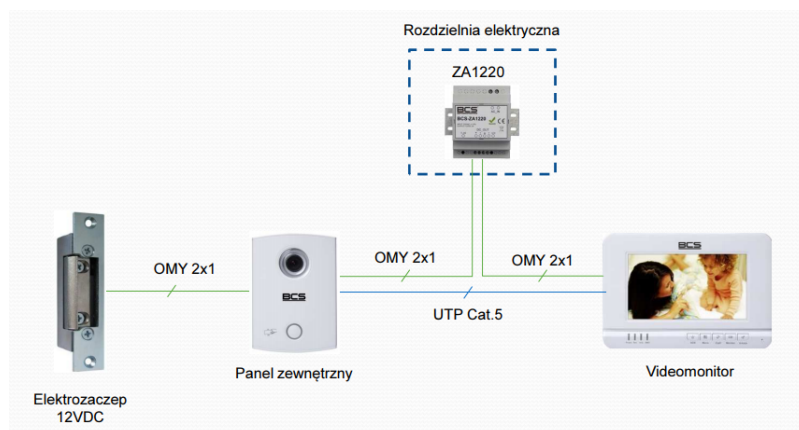 Rozdzielnia elektryczna
ZA1220
BCS
BCS-ZA1220
OMY 2x1
OMY 2x1
OMY 2x1
BCS
BCS
UTP Cat.5
Panel zewnętrzny
Videomonitor
Elektrozaczep
12VDC